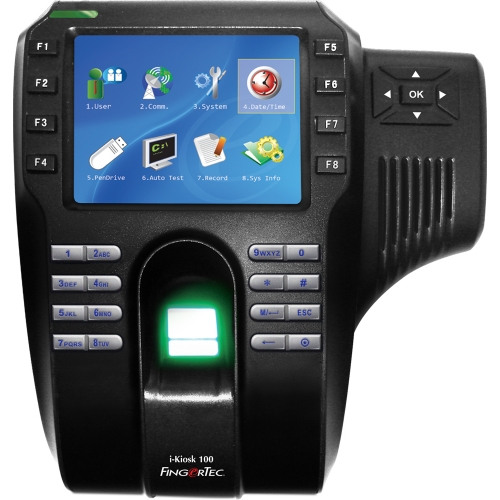 F1
F2
F3
F4
F5
F6
F7
F8
OK
1.User 2.Comm. 3.System 4.Date/Time
5.PenDrive 6.Auto Test 7.Record 8.Sys Info
1 2ABC
3DEF 4GHI
5JKL 6MNO
7PQRS 8TUV
9WXYZ 0
* #
M/↵ ESC
←
i-Kiosk 100
FINGERTEC